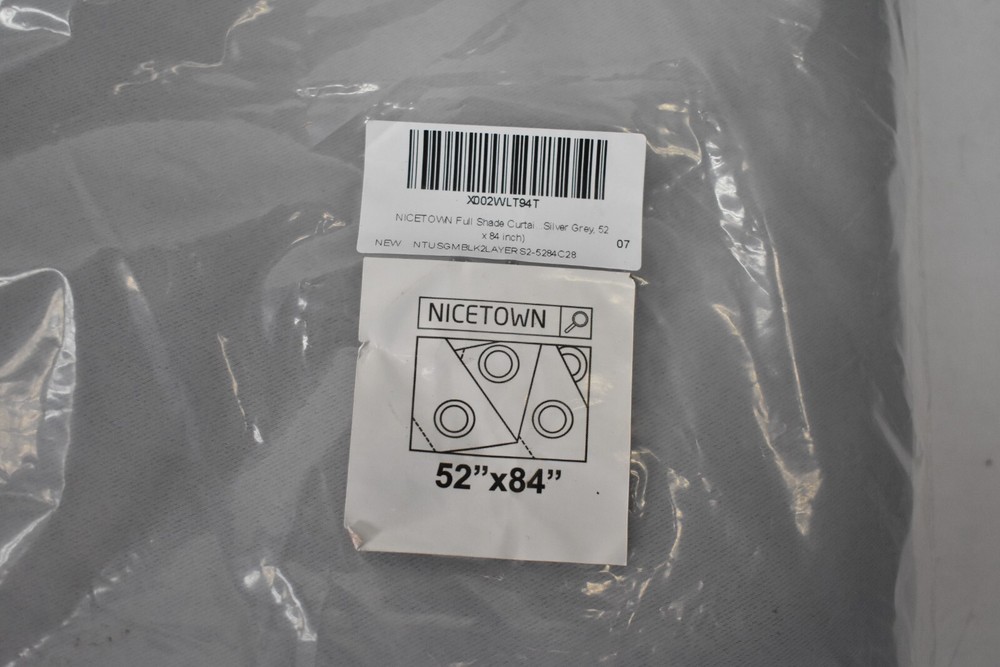 X002WLT94T
NICETOWN Full Shade Curtai...Silver Grey, 52
x 84 inch)
NEW NTUSGMBLK2LAYERS2-5284C28
07
NICETOWN
52”x84”